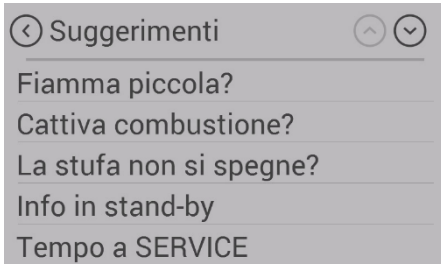 Suggerimenti
Fiamma piccola?
Cattiva combustione?
La stufa non si spegne?
Info in stand-by
Tempo a SERVICE